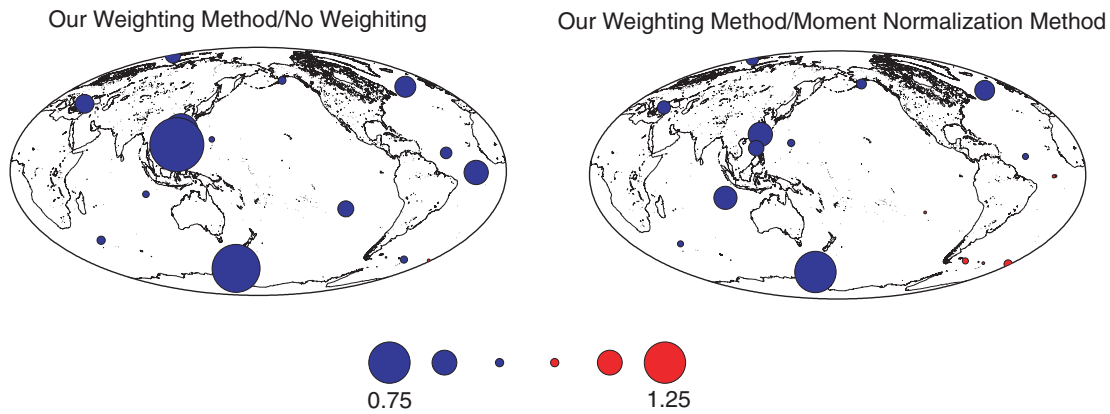 Our Weighting Method/No Weighiting
Our Weighting Method/Moment Normalization Method
0.75
1.25